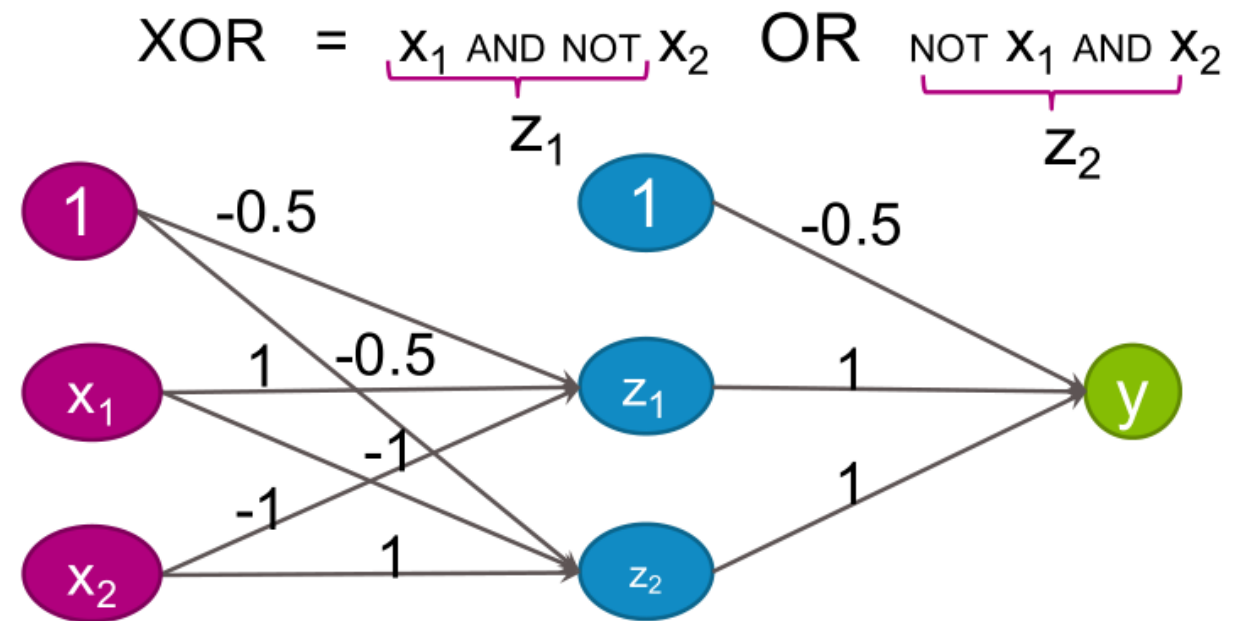 XOR = x₁ AND NOT x₂ OR NOT x₁ AND x₂
z₁ z₂
1 -0.5 1 -0.5
x₁ 1 -0.5 z₁ 1 y
-1
x₂ -1 1 z₂ 1